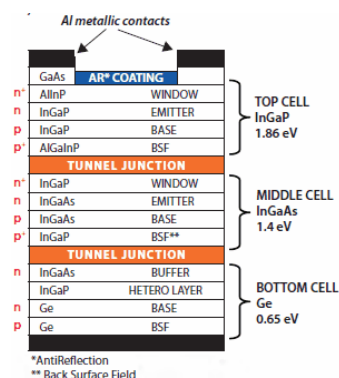 Al metallic contacts
GaAs AR* COATING
n+ AlInP WINDOW
n InGaP EMITTER
p InGaP BASE
p+ AlGaInP BSF
TOP CELL
InGaP
1.86 eV
TUNNEL JUNCTION
n+ InGaP WINDOW
n InGaAs EMITTER
p InGaAs BASE
p+ InGaP BSF**
MIDDLE CELL
InGaAs
1.4 eV
TUNNEL JUNCTION
n InGaAs BUFFER
InGaP HETERO LAYER
n Ge BASE
p Ge BSF
BOTTOM CELL
Ge
0.65 eV
*AntiReflection
** Back Surface Field